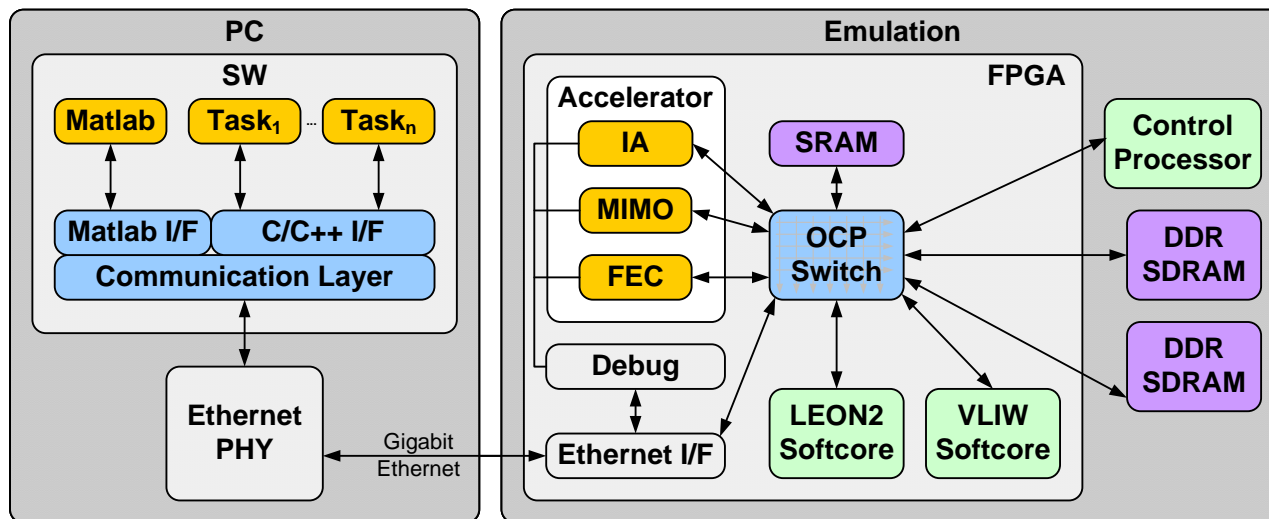 PC
SW
Matlab
Task1 ... Taskn
Matlab I/F
C/C++ I/F
Communication Layer
Ethernet
PHY
Gigabit
Ethernet
Emulation
FPGA
Accelerator
IA
MIMO
FEC
Debug
Ethernet I/F
SRAM
OCP
Switch
LEON2
Softcore
VLIW
Softcore
Control
Processor
DDR
SDRAM
DDR
SDRAM